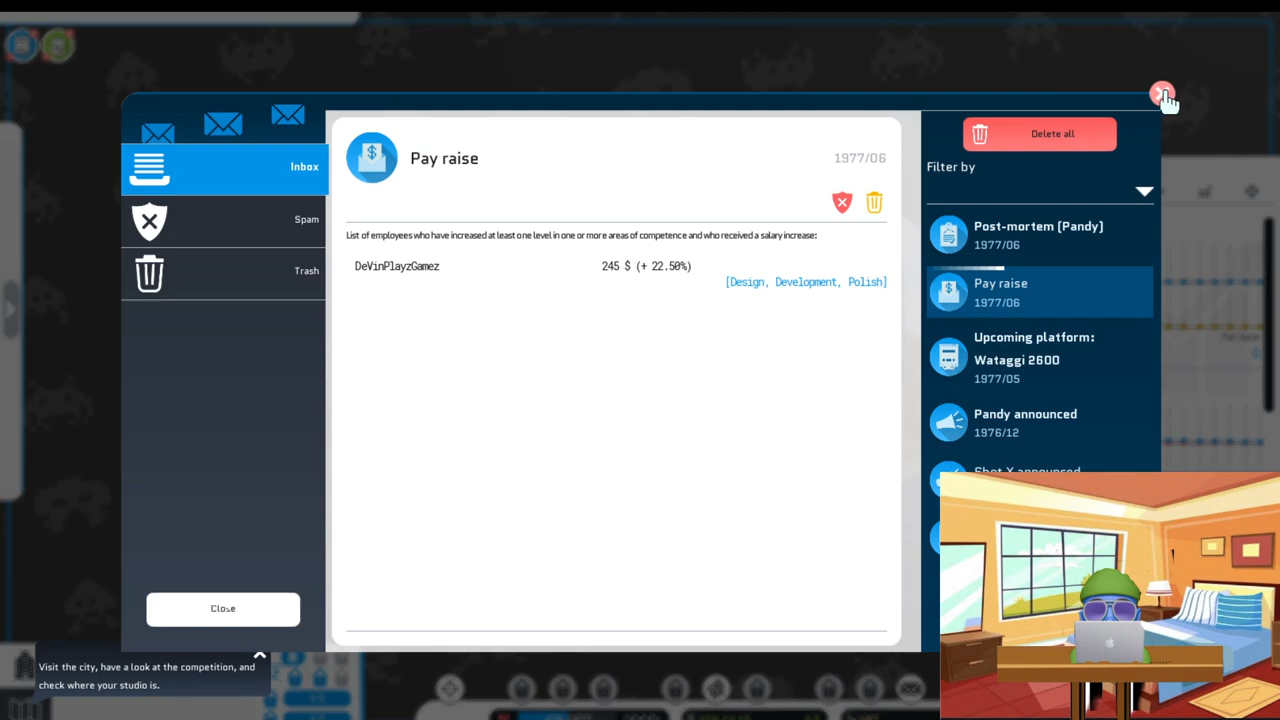 Inbox
Spam
Trash
Close
Pay raise
1977/06
List of employees who have increased at least one level in one or more areas of competence and who received a salary increase:
DeVinPlayzGamez 245 $ (+ 22.50%)
[Design, Development, Polish]
Delete all
Filter by
Post-mortem (Pandy)
1977/06
Pay raise
1977/06
Upcoming platform:
Wataggi 2600
1977/05
Pandy announced
1976/12
Shot X announced
Visit the city, have a look at the competition, and
check where your studio is.